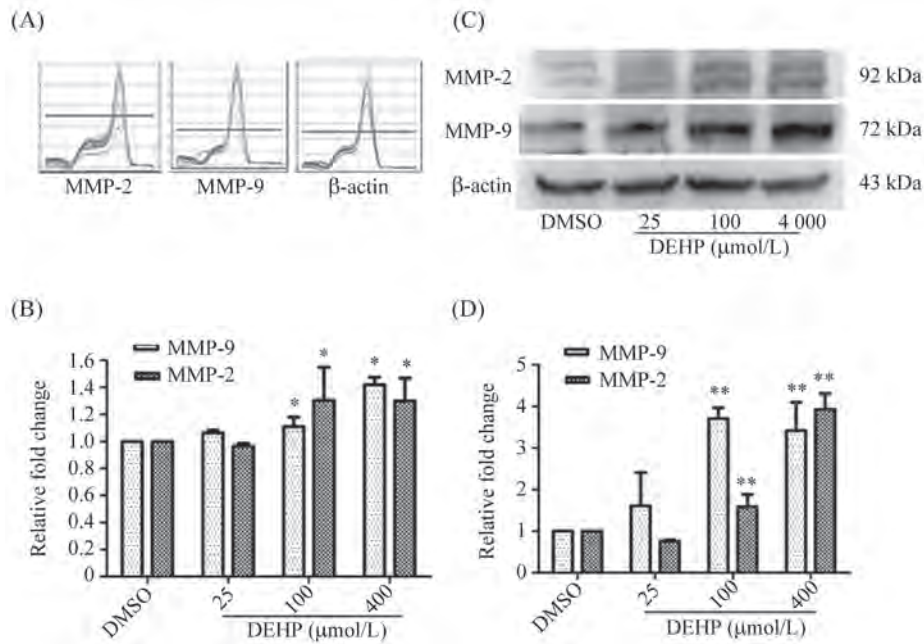 (A)
MMP-2 MMP-9 β-actin
(C)
MMP-2 92 kDa
MMP-9 72 kDa
β-actin 43 kDa
DMSO 25 100 4 000
DEHP (μmol/L)
(B)
MMP-9
MMP-2
Relative fold change
1.6
1.4
1.2
1.0
0.8
0.6
0.4
0.2
0
* * * *
DMSO 25 100 400
DEHP (μmol/L)
(D)
MMP-9
MMP-2
Relative fold change
5
4
3
2
1
0
** ** ** **
DMSO 25 100 400
DEHP (μmol/L)